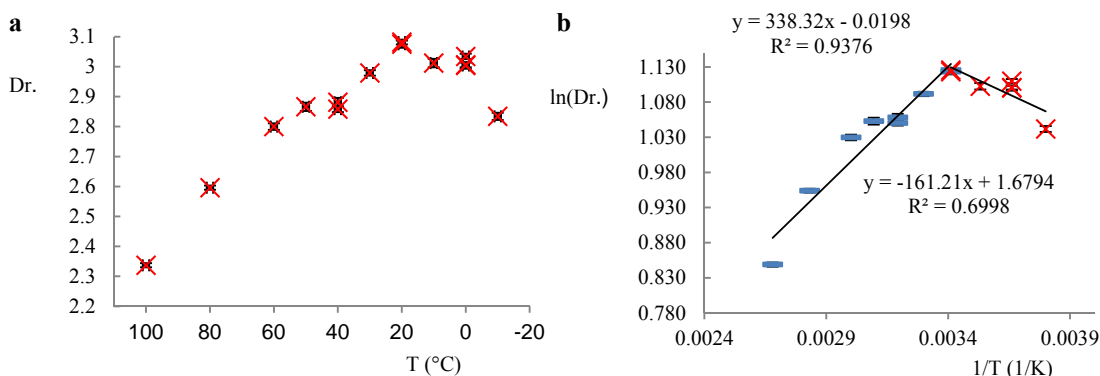 a
3.1
3
2.9
2.8
2.7
2.6
2.5
2.4
2.3
2.2
Dr.
100 80 60 40 20 0 -20
T (°C)
b
y = 338.32x - 0.0198
R² = 0.9376
ln(Dr.)
1.130
1.080
1.030
0.980
0.930
0.880
0.830
0.780
y = -161.21x + 1.6794
R² = 0.6998
0.0024 0.0029 0.0034 0.0039
1/T (1/K)